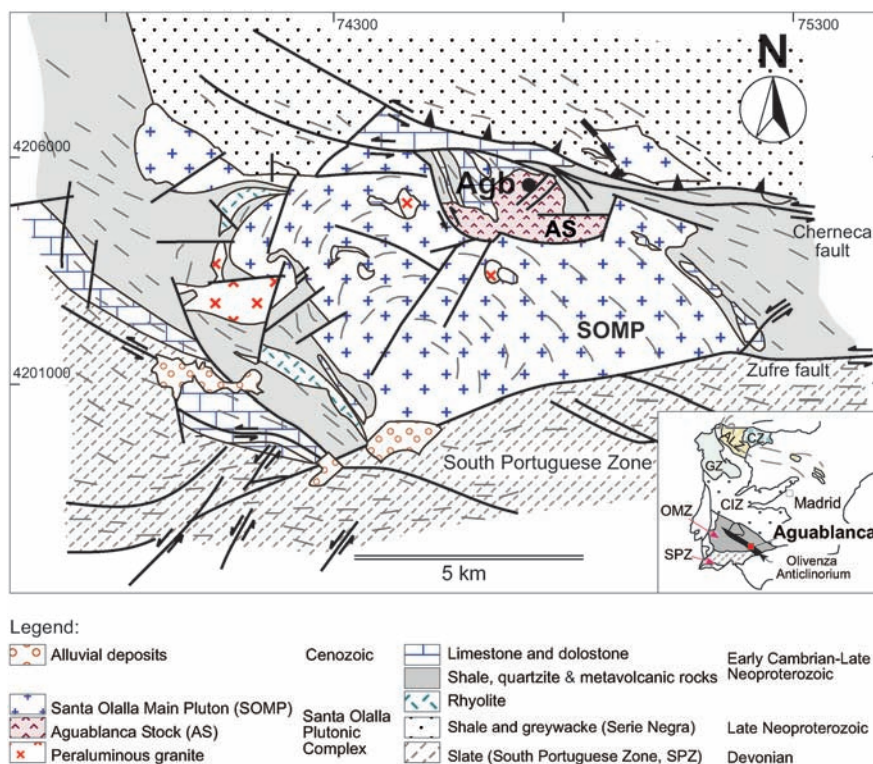 74300
75300
N
4206000
Agb
AS
Cherneca
fault
SOMP
Zufre fault
4201000
South Portuguese Zone
5 km
ALZ
CZ
GZ
CIZ
Madrid
OMZ
Aguablanca
SPZ
Olivenza
Anticlinorium
Legend:
Alluvial deposits
Cenozoic
Santa Olalla Main Pluton (SOMP)
Aguablanca Stock (AS)
Peraluminous granite
Santa Olalla
Plutonic
Complex
Limestone and dolostone
Shale, quartzite & metavolcanic rocks
Rhyolite
Early Cambrian-Late
Neoproterozoic
Shale and greywacke (Serie Negra)
Late Neoproterozoic
Slate (South Portuguese Zone, SPZ)
Devonian